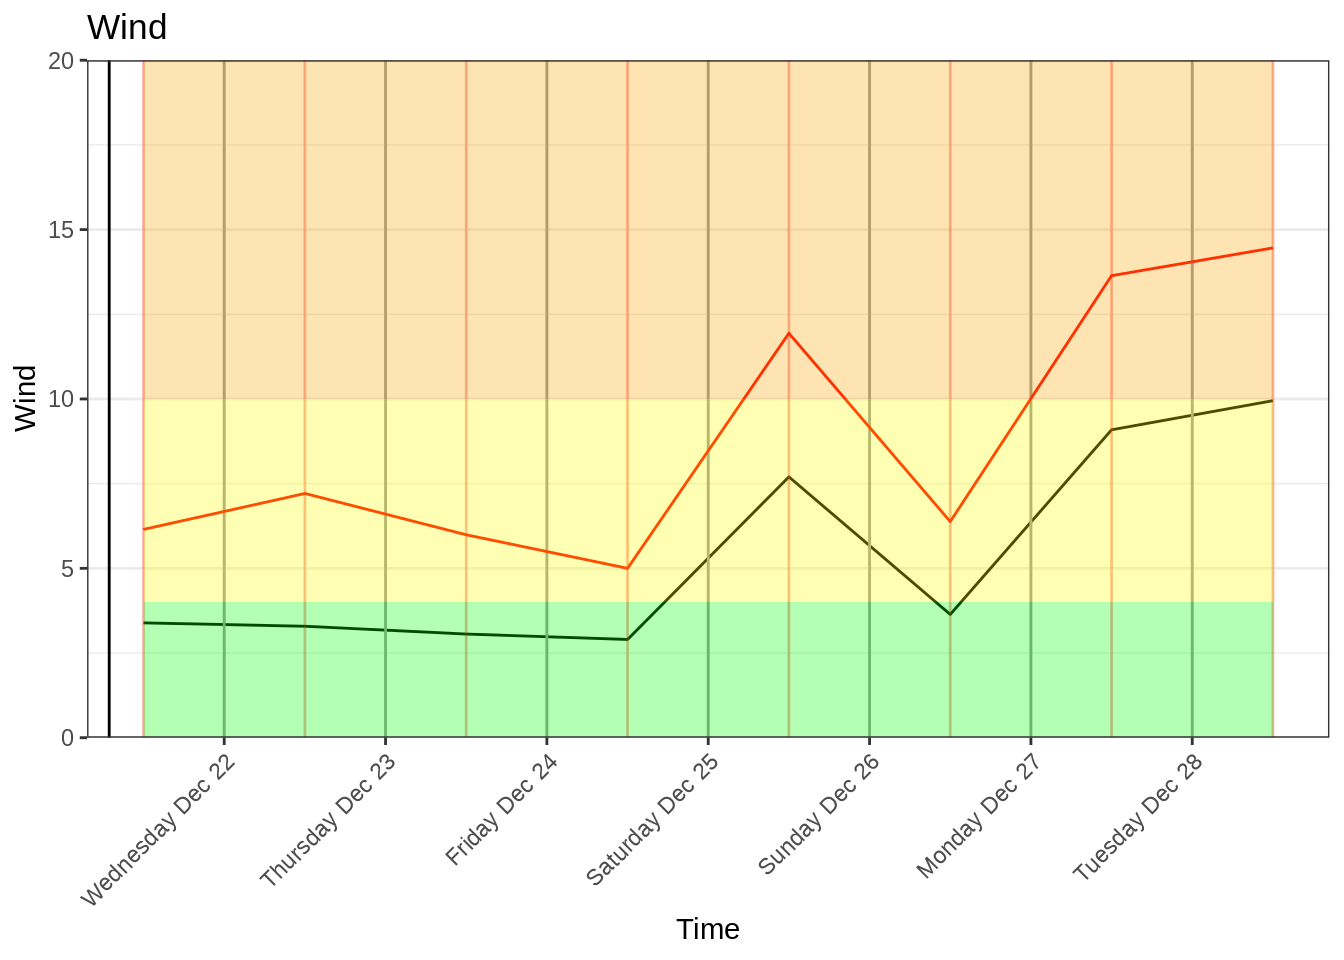 Wind
20
15
10
5
0
Wind
Wednesday Dec 22
Thursday Dec 23
Friday Dec 24
Saturday Dec 25
Sunday Dec 26
Monday Dec 27
Tuesday Dec 28
Time